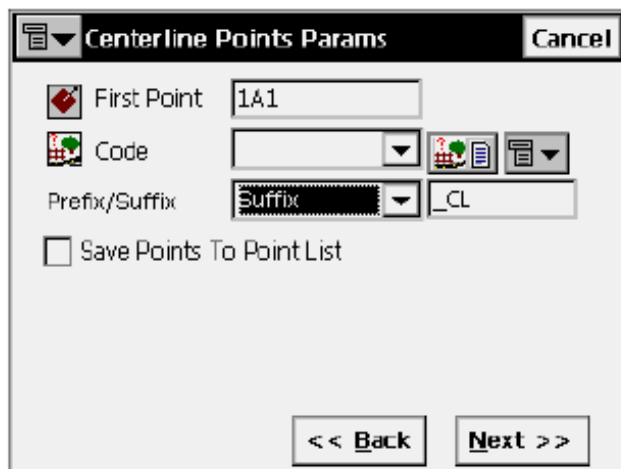 Centerline Points Params Cancel
First Point 1A1
Code
Prefix/Suffix Suffix _CL
Save Points To Point List
<< Back Next >>